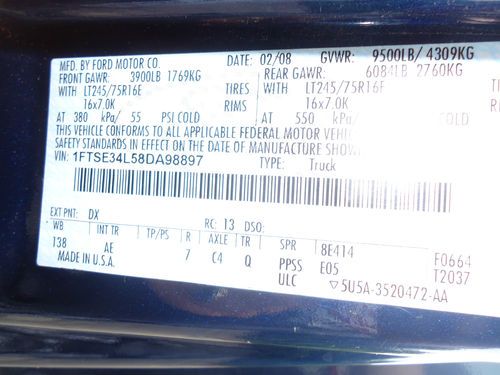 MFD. BY FORD MOTOR CO. DATE: 02/08 GVWR: 9500LB/ 4309KG
FRONT GAWR: 3900LB 1769KG REAR GAWR: 6084LB 2760KG
WITH LT245/75R16E TIRES WITH LT245/75R16E
16x7.0K RIMS 16x7.0K
AT 380 kPa/ 55 PSI COLD AT 550 kPa/
THIS VEHICLE CONFORMS TO ALL APPLICABLE FEDERAL MOTOR VEHIC
SAFETY STANDARDS IN EFFECT ON THE DATE OF MANUFACTURE SHOW
VIN: 1FTSE34L58DA98897 TYPE: Truck
EXT PNT: DX RC: 13 DSO:
WB INT TR TP/PS R AXLE TR SPR 8E414 F0664
138 AE 7 C4 Q PPSS E05 T2037
MADE IN U.S.A. ULC ▽5U5A-3520472-AA